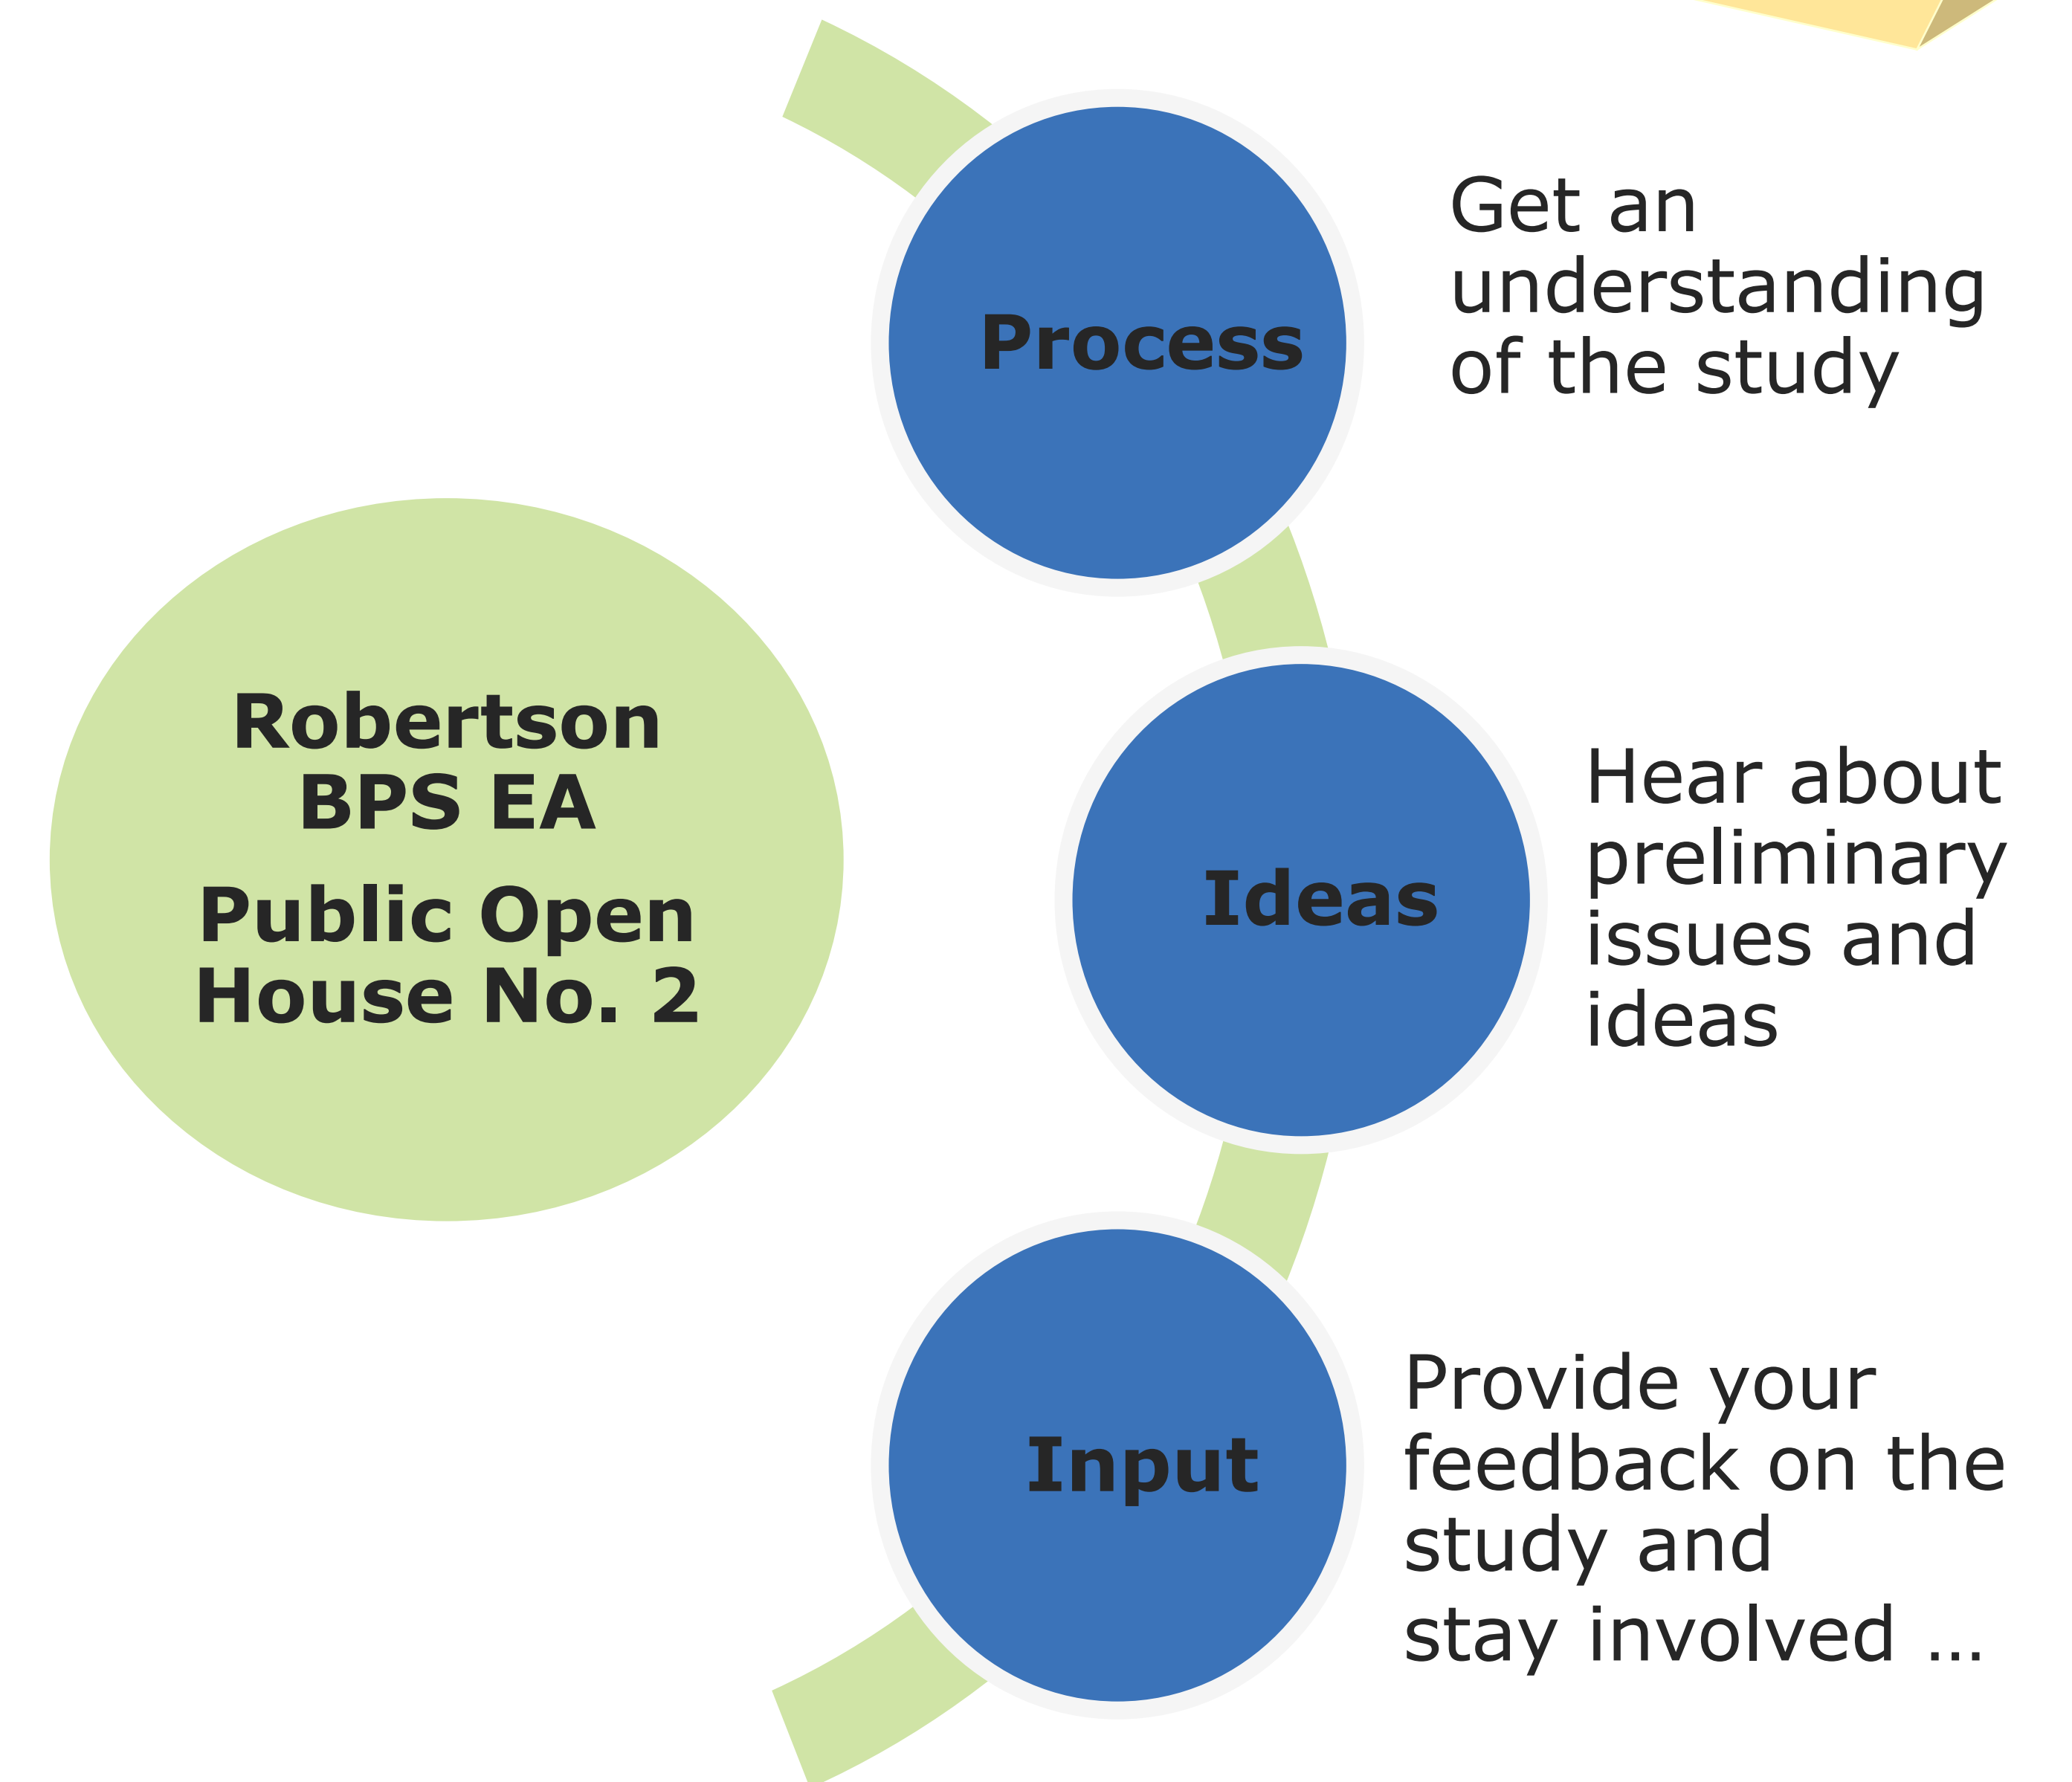 Robertson
BPS EA
Public Open
House No. 2
Process
Get an
understanding
of the study
Ideas
Hear about
preliminary
issues and
ideas
Input
Provide your
feedback on the
study and
stay involved ...